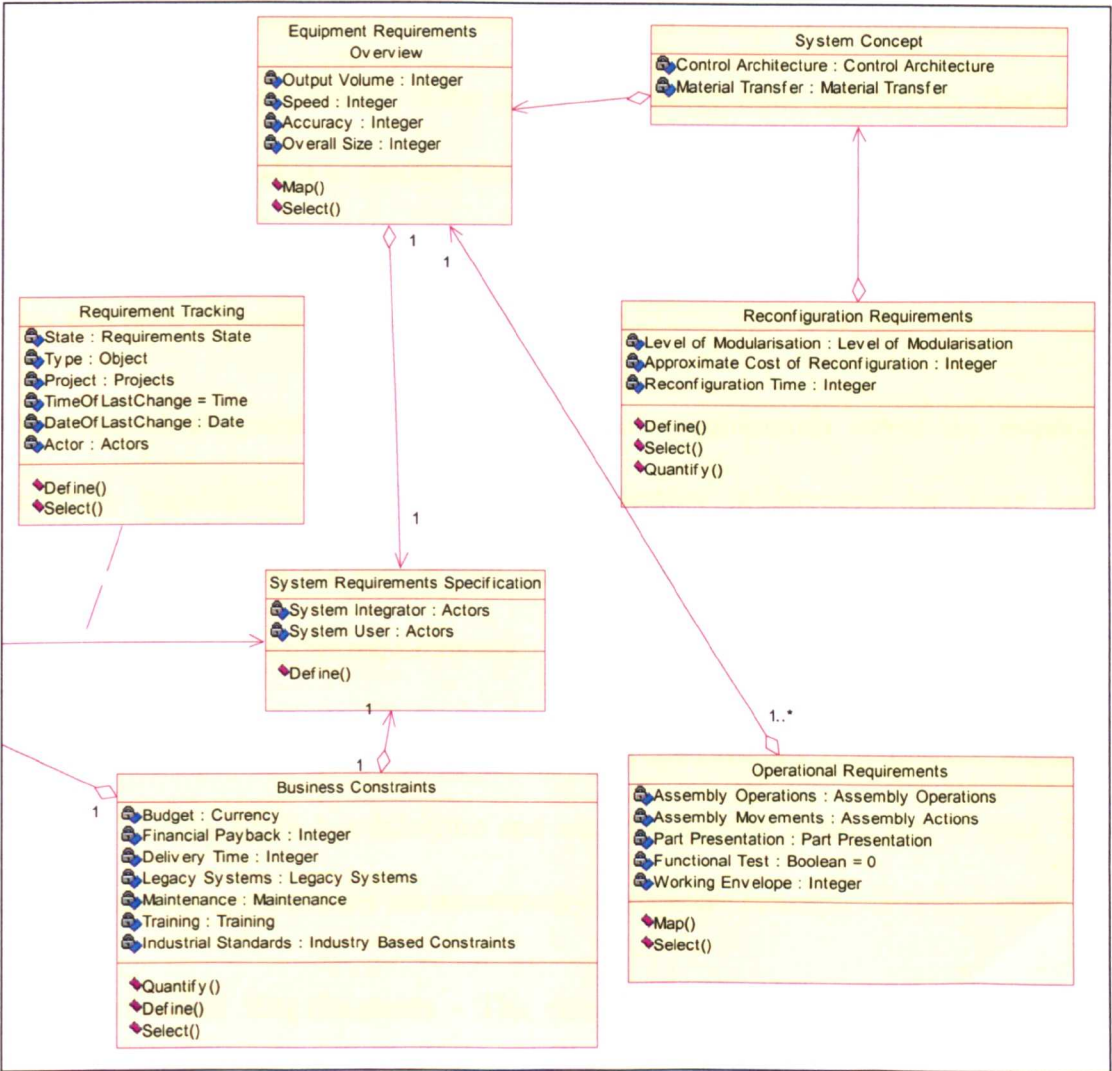 Equipment Requirements
Overview
Output Volume : Integer
Speed : Integer
Accuracy : Integer
Overall Size : Integer
Map()
Select()
System Concept
Control Architecture : Control Architecture
Material Transfer : Material Transfer
1
1
Requirement Tracking
State : Requirements State
Type : Object
Project : Projects
TimeOfLastChange = Time
DateOfLastChange : Date
Actor : Actors
Define()
Select()
Reconfiguration Requirements
Level of Modularisation : Level of Modularisation
Approximate Cost of Reconfiguration : Integer
Reconfiguration Time : Integer
Define()
Select()
Quantify()
1
System Requirements Specification
System Integrator : Actors
System User : Actors
Define()
1
1..*
1
1
Business Constraints
Budget : Currency
Financial Payback : Integer
Delivery Time : Integer
Legacy Systems : Legacy Systems
Maintenance : Maintenance
Training : Training
Industrial Standards : Industry Based Constraints
Quantify()
Define()
Select()
Operational Requirements
Assembly Operations : Assembly Operations
Assembly Movements : Assembly Actions
Part Presentation : Part Presentation
Functional Test : Boolean = 0
Working Envelope : Integer
Map()
Select()